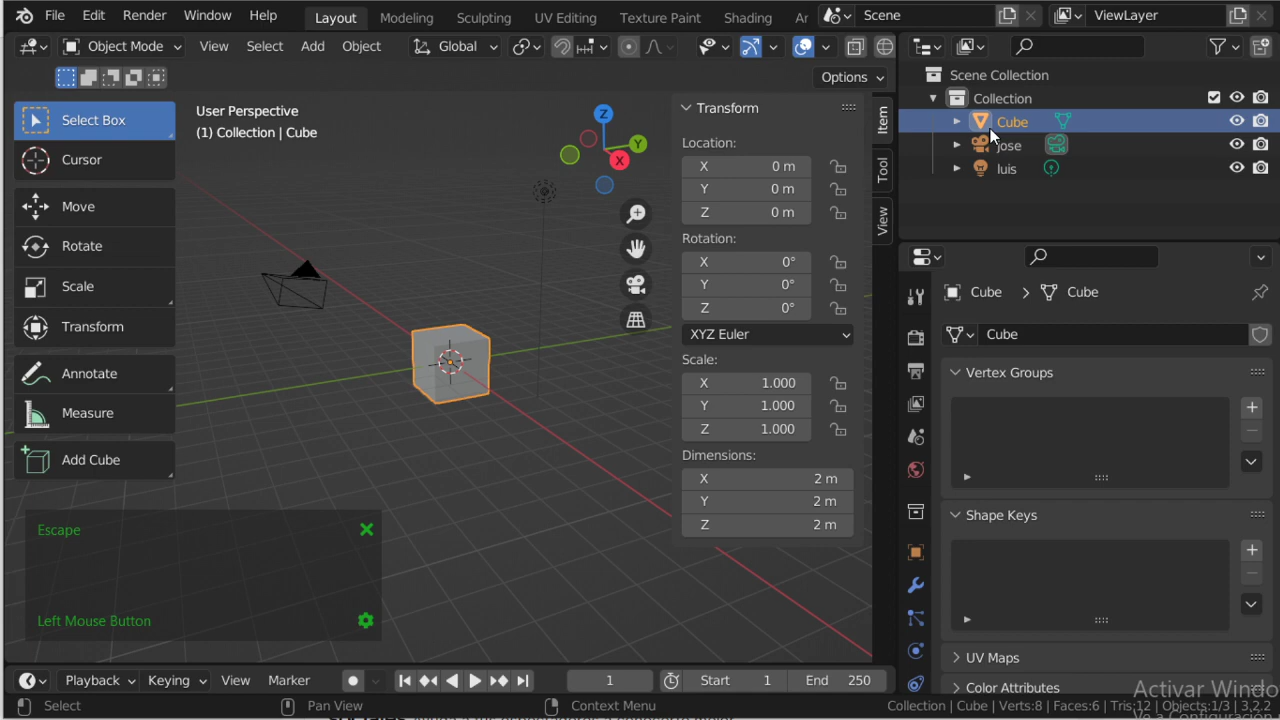 File Edit Render Window Help Layout Modeling Sculpting UV Editing Texture Paint Shading Scene ViewLayer
Object Mode View Select Add Object Global
Options
Select Box
Cursor
Move
Rotate
Scale
Transform
Annotate
Measure
Add Cube
User Perspective
(1) Collection | Cube
Z
Y
X
Escape
Left Mouse Button
Transform
Location:
X 0 m
Y 0 m
Z 0 m
Rotation:
X 0°
Y 0°
Z 0°
XYZ Euler
Scale:
X 1.000
Y 1.000
Z 1.000
Dimensions:
X 2 m
Y 2 m
Z 2 m
Item
Tool
View
Scene Collection
Collection
Cube
jose
luis
Cube > Cube
Cube
Vertex Groups
Shape Keys
UV Maps
Color Attributes
Activar Windo
Playback Keying View Marker 1 Start 1 End 250
Select Pan View Context Menu Collection | Cube | Verts:8 | Faces:6 | Tris:12 | Objects:1/3 | 3.2.2